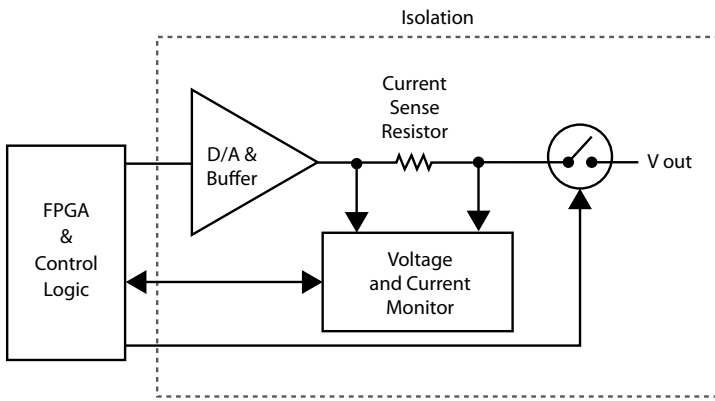 Isolation
Current
Sense
Resistor
D/A &
Buffer
V out
FPGA
&
Control
Logic
Voltage
and Current
Monitor